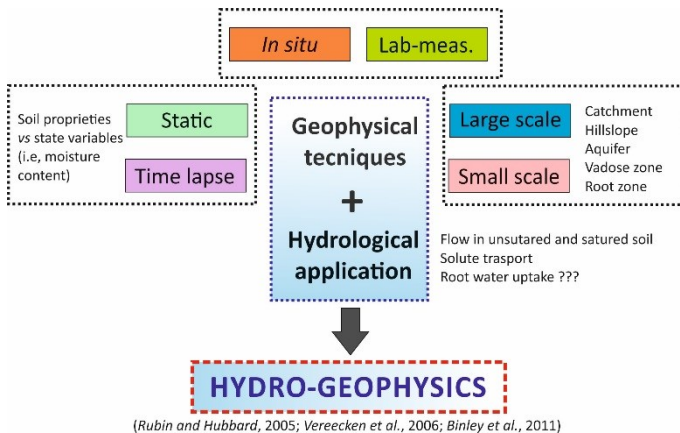 In situ
Lab-meas.
Soil proprieties
vs state variables
(i.e, moisture
content)
Static
Time lapse
Geophysical
tecniques
+
Hydrological
application
Large scale
Small scale
Catchment
Hillslope
Aquifer
Vadose zone
Root zone
Flow in unsutared and satured soil
Solute trasport
Root water uptake ???
HYDRO-GEOPHYSICS
(Rubin and Hubbard, 2005; Vereecken et al., 2006; Binley et al., 2011)